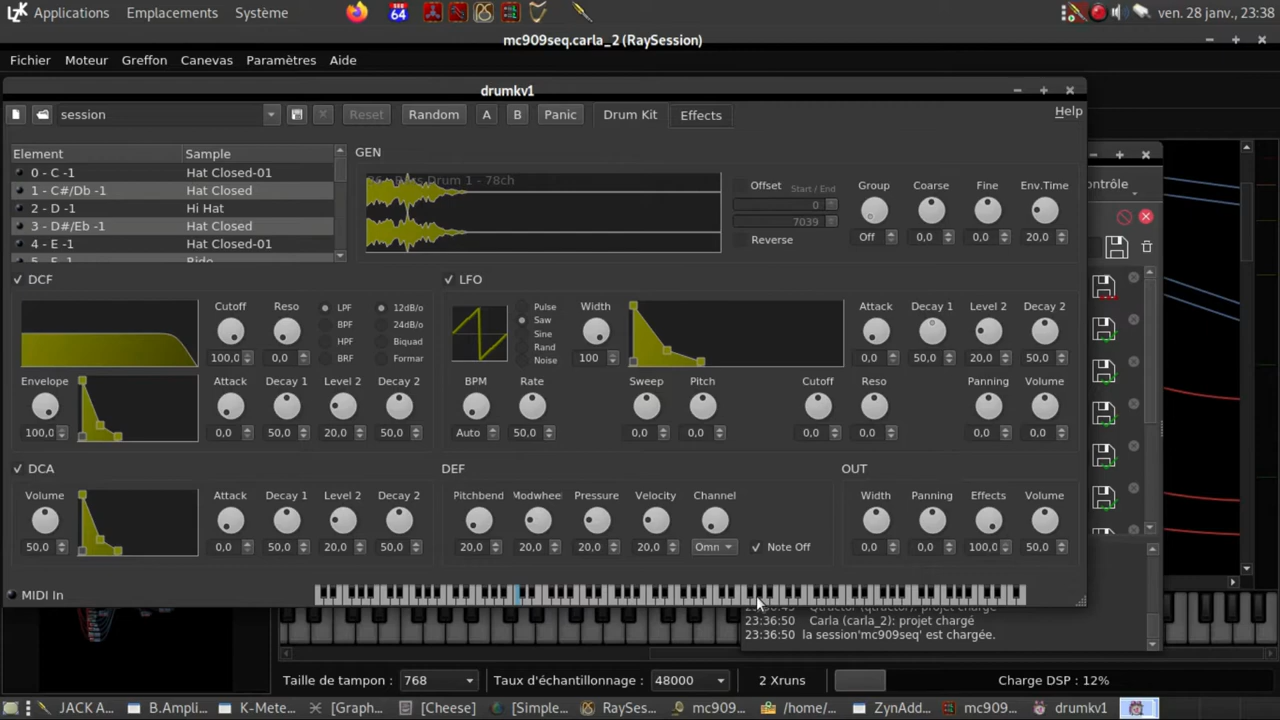 Applications Emplacements Système 64 ven. 28 janv., 23:38
mc909seq.carla_2 (RaySession)
Fichier Moteur Greffon Canevas Paramètres Aide
drumkv1
session Reset Random A B Panic Drum Kit Effects Help
Element Sample GEN
0 - C -1 Hat Closed-01
1 - C#/Db -1 Hat Closed
2 - D -1 Hi Hat
3 - D#/Eb -1 Hat Closed
4 - E -1 Hat Closed-01
Ride
Drum 1 - 78ch
Offset Start / End Group Coarse Fine Env.Time
0
7039
Reverse Off 0,0 0,0 20,0
ontrôle
DCF LFO
Cutoff Reso LPF 12dB/o
BPF 24dB/o
HPF Biquad
BRF Formar
100,0 0,0
Pulse
Saw
Sine
Rand
Noise
Width Attack Decay 1 Level 2 Decay 2
100 0,0 50,0 20,0 50,0
Envelope Attack Decay 1 Level 2 Decay 2 BPM Rate Sweep Pitch Cutoff Reso Panning Volume
100,0 0,0 50,0 20,0 50,0 Auto 50,0 0,0 0,0 0,0 0,0 0,0 0,0
DCA DEF OUT
Volume Attack Decay 1 Level 2 Decay 2 Pitchbend Modwhee Pressure Velocity Channel Width Panning Effects Volume
50,0 0,0 50,0 20,0 50,0 20,0 20,0 20,0 20,0 Omn Note Off 0,0 0,0 100,0 50,0
MIDI In
23:36:50 Carla (carla_2): projet chargé
23:36:50 la session'mc909seq' est chargée.
Taille de tampon : 768 Taux d'échantillonnage : 48000 2 Xruns Charge DSP : 12%
JACK A... B.Ampli... K-Mete... [Graph... [Cheese] [Simple... RaySes... mc909... /home/... ZynAdd... mc909... drumkv1